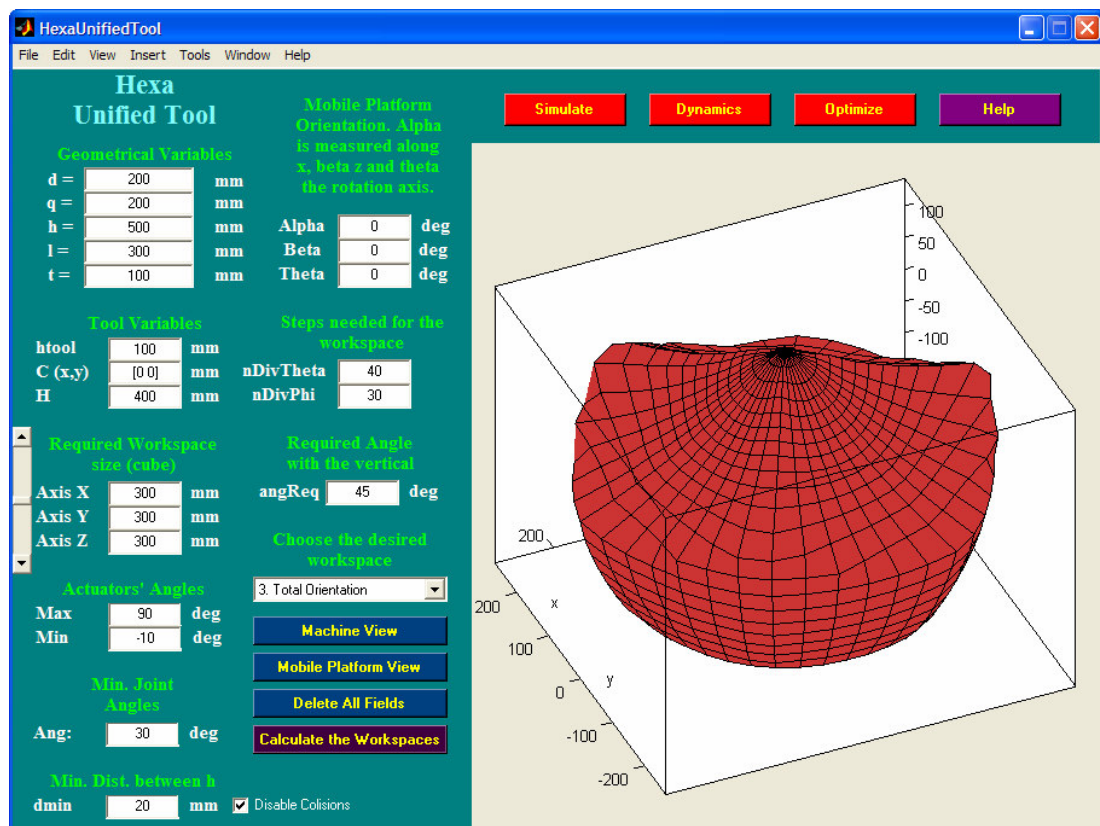 HexaUnifiedTool
File Edit View Insert Tools Window Help
Hexa
Unified Tool
Geometrical Variables
d = 200 mm
q = 200 mm
h = 500 mm
l = 300 mm
t = 100 mm
Mobile Platform
Orientation. Alpha
is measured along
x, beta z and theta
the rotation axis.
Alpha 0 deg
Beta 0 deg
Theta 0 deg
Tool Variables
htool 100 mm
C (x,y) [0 0] mm
H 400 mm
Steps needed for the
workspace
nDivTheta 40
nDivPhi 30
Required Workspace
size (cube)
Axis X 300 mm
Axis Y 300 mm
Axis Z 300 mm
Required Angle
with the vertical
angReq 45 deg
Actuators' Angles
Max 90 deg
Min -10 deg
Choose the desired
workspace
3. Total Orientation
Machine View
Mobile Platform View
Delete All Fields
Calculate the Workspaces
Min. Joint
Angles
Ang: 30 deg
Min. Dist. between h
dmin 20 mm
Disable Colisions
Simulate Dynamics Optimize Help
100
50
0
-50
-100
200
x
200
100
0
y
-100
-200